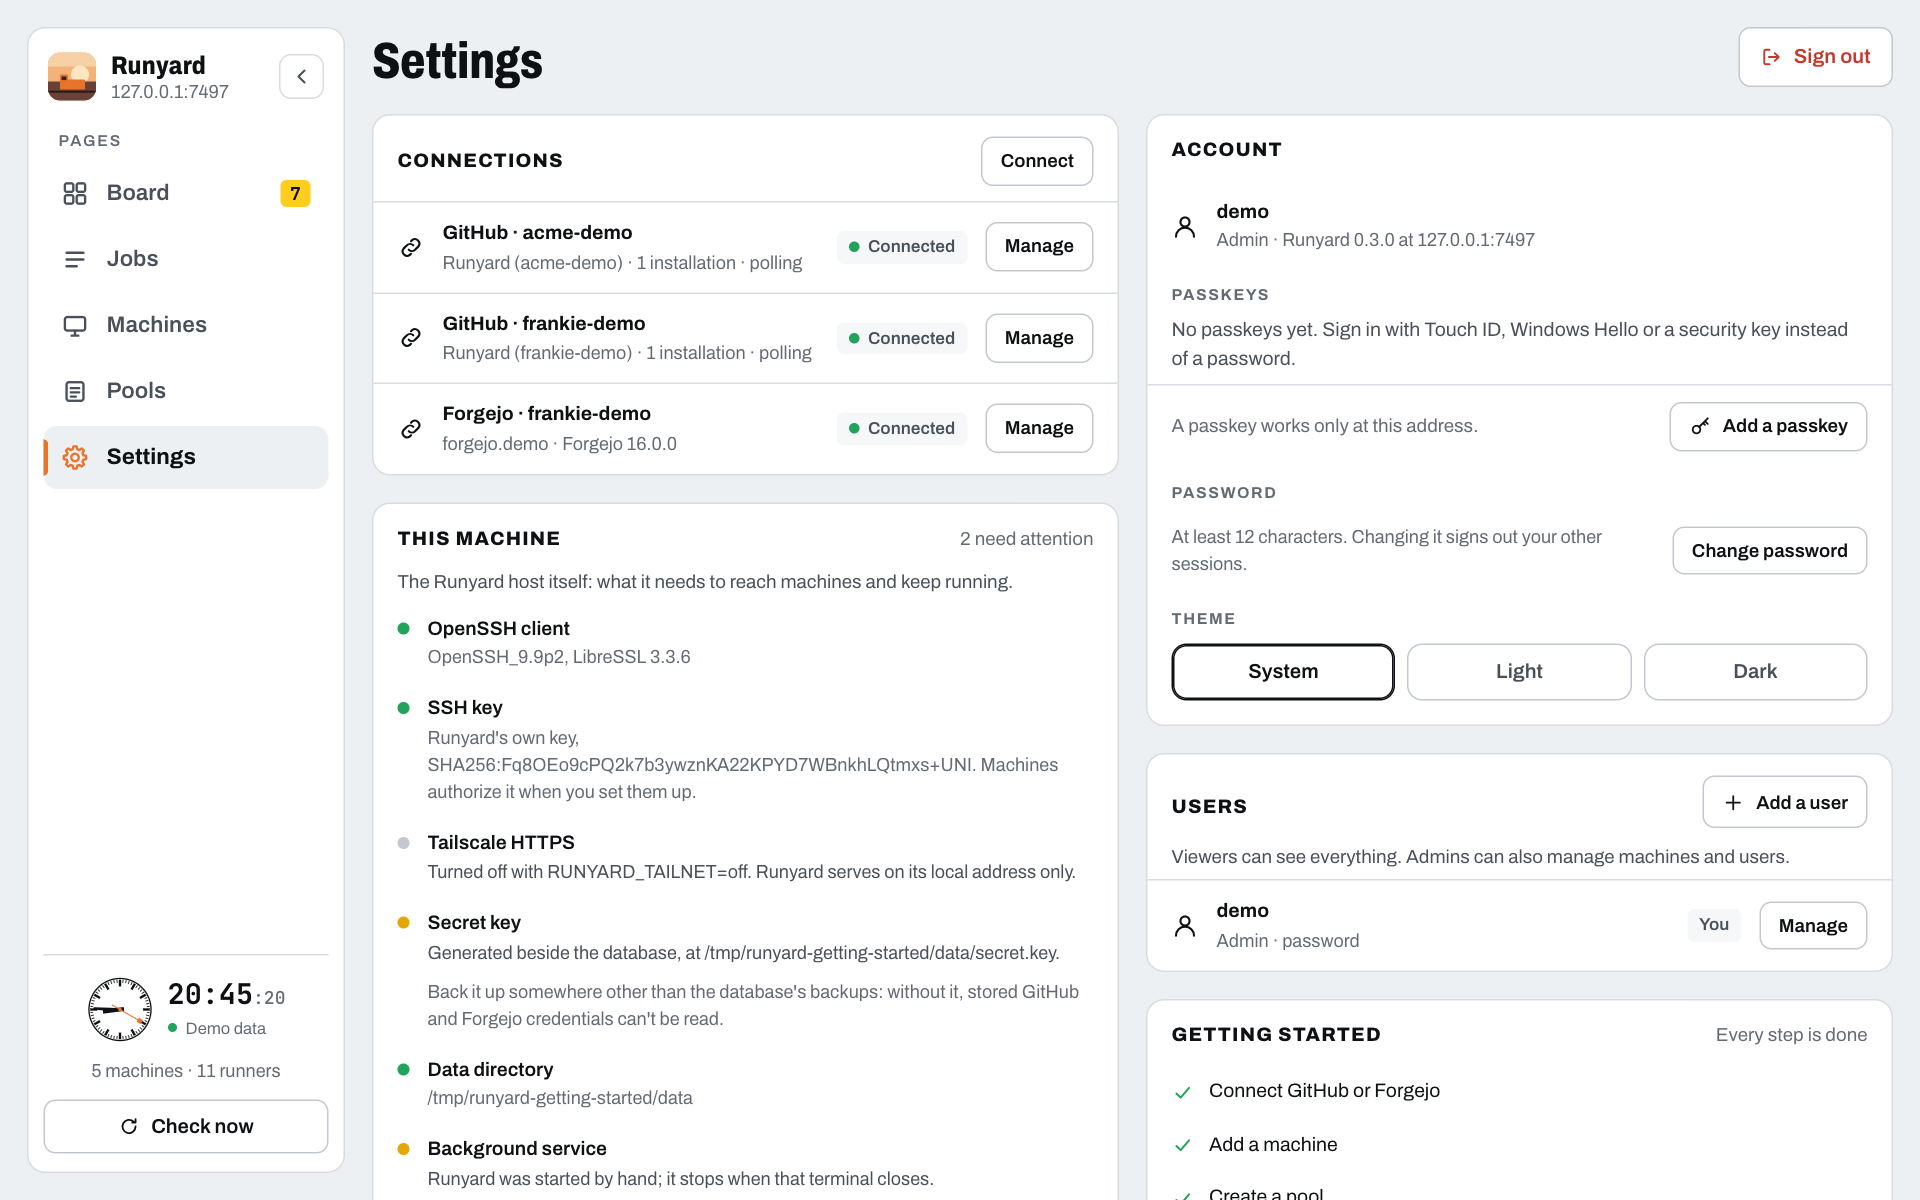 Runyard
127.0.0.1:7497
PAGES
Board
7
Jobs
Machines
Pools
Settings
20:45:20
Demo data
5 machines · 11 runners
Check now
Settings
Sign out
CONNECTIONS
Connect
GitHub · acme-demo
Runyard (acme-demo) · 1 installation · polling
Connected
Manage
GitHub · frankie-demo
Runyard (frankie-demo) · 1 installation · polling
Connected
Manage
Forgejo · frankie-demo
forgejo.demo · Forgejo 16.0.0
Connected
Manage
THIS MACHINE
2 need attention
The Runyard host itself: what it needs to reach machines and keep running.
OpenSSH client
OpenSSH_9.9p2, LibreSSL 3.3.6
SSH key
Runyard's own key,
SHA256:Fq8OEo9cPQ2k7b3ywznKA22KPYD7WBnkhLQtmxs+UNI. Machines
authorize it when you set them up.
Tailscale HTTPS
Turned off with RUNYARD_TAILNET=off. Runyard serves on its local address only.
Secret key
Generated beside the database, at /tmp/runyard-getting-started/data/secret.key.
Back it up somewhere other than the database's backups: without it, stored GitHub
and Forgejo credentials can't be read.
Data directory
/tmp/runyard-getting-started/data
Background service
Runyard was started by hand; it stops when that terminal closes.
ACCOUNT
demo
Admin · Runyard 0.3.0 at 127.0.0.1:7497
PASSKEYS
No passkeys yet. Sign in with Touch ID, Windows Hello or a security key instead
of a password.
A passkey works only at this address.
Add a passkey
PASSWORD
At least 12 characters. Changing it signs out your other
sessions.
Change password
THEME
System
Light
Dark
USERS
Add a user
Viewers can see everything. Admins can also manage machines and users.
demo
Admin · password
You
Manage
GETTING STARTED
Every step is done
Connect GitHub or Forgejo
Add a machine
Create a pool